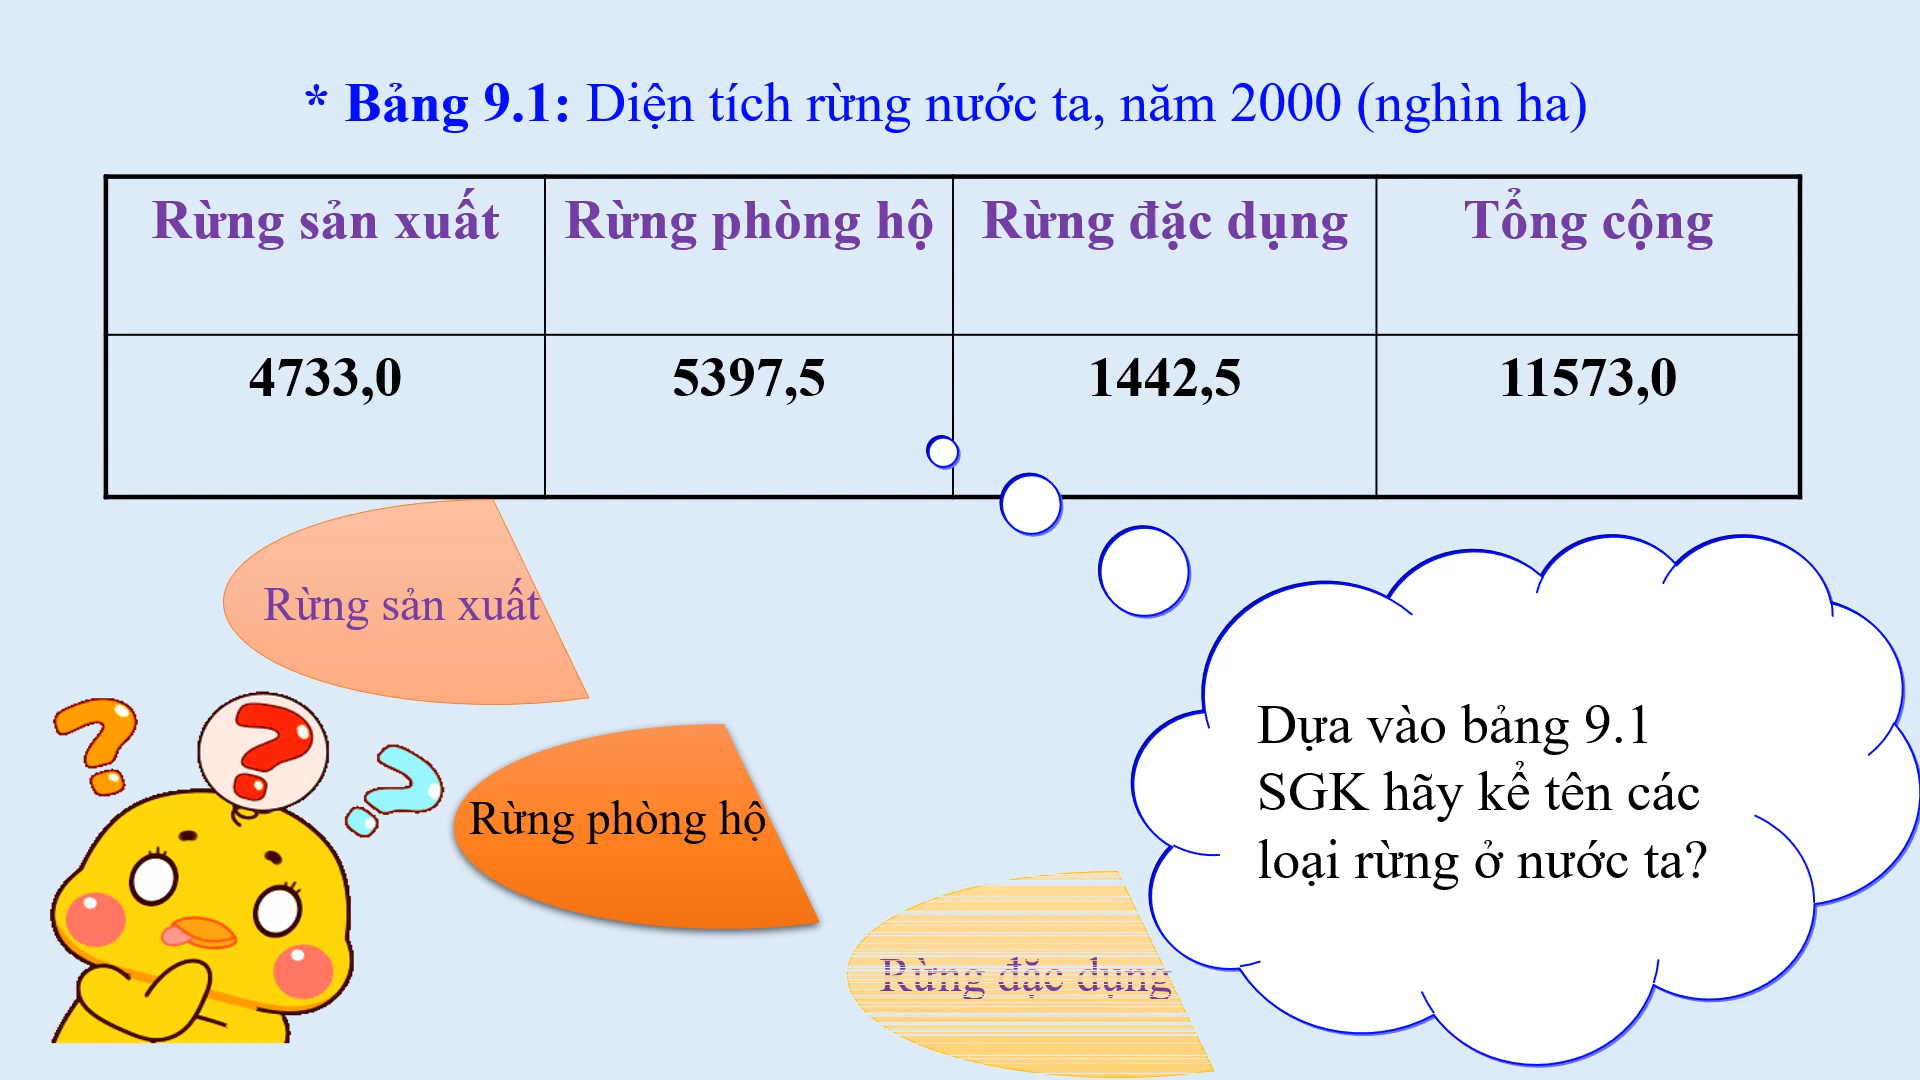 * Bảng 9.1: Diện tích rừng nước ta, năm 2000 (nghìn ha)
Rừng sản xuất Rừng phòng hộ Rừng đặc dụng Tổng cộng
4733,0 5397,5 1442,5 11573,0
Rừng sản xuất
Rừng phòng hộ
Rừng đặc dụng
Dựa vào bảng 9.1
SGK hãy kể tên các
loại rừng ở nước ta?